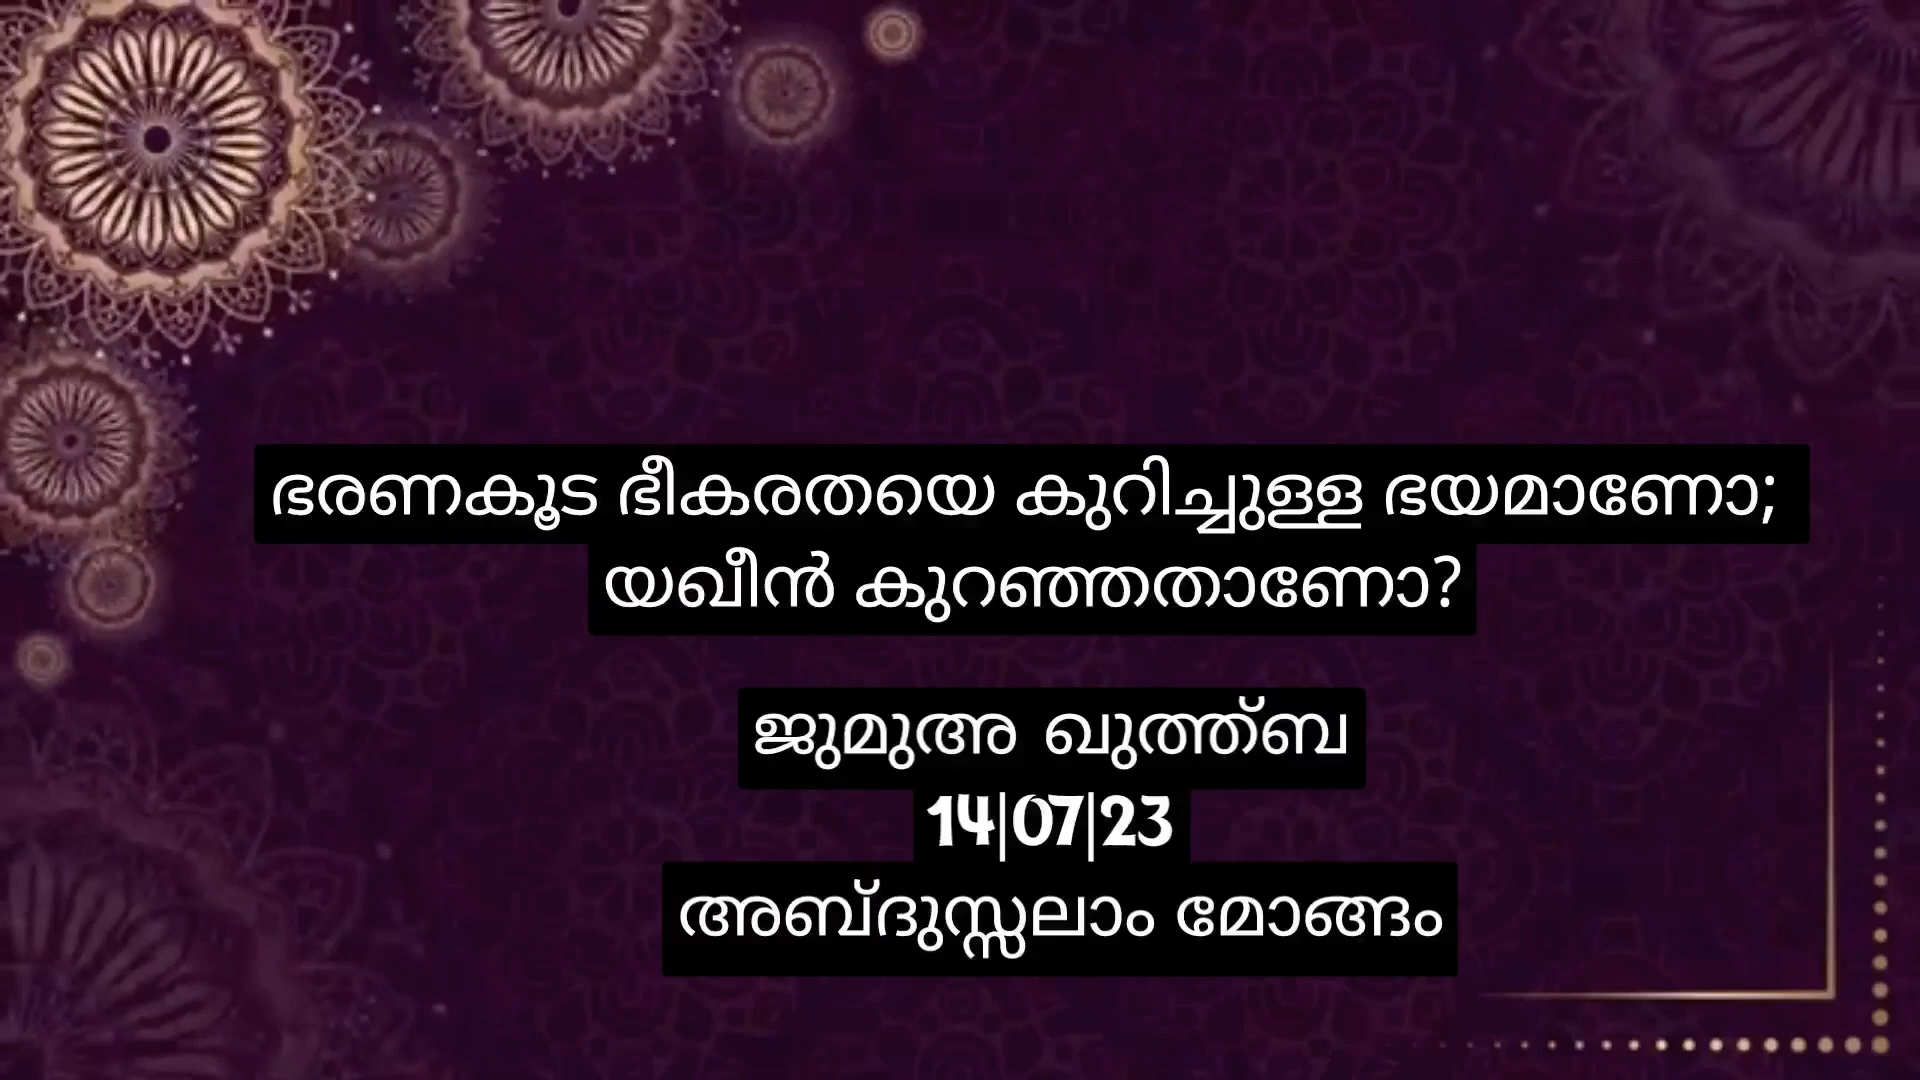 ഭരണകൂട ഭീകരതയെ കുറിച്ചുള്ള ഭയമാണോ;
യഖീൻ കുറഞ്ഞതാണോ?
ജുമുഅ ഖുത്ത്ബ
14|07|23
അബ്ദുസ്സലാം മോങ്ങം